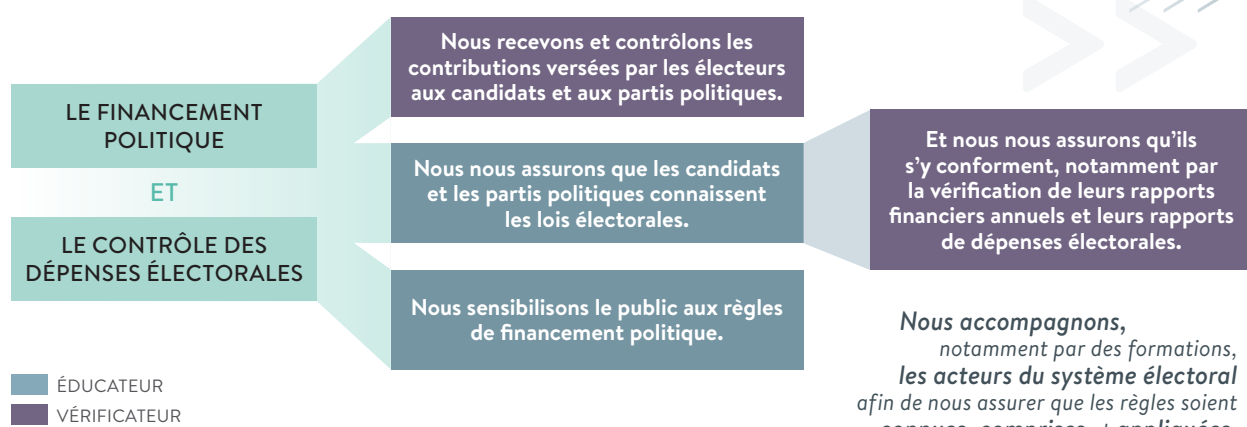 LE FINANCEMENT
POLITIQUE
ET
LE CONTRÔLE DES
DÉPENSES ÉLECTORALES
Nous recevons et contrôlons les
contributions versées par les électeurs
aux candidats et aux partis politiques.
Nous nous assurons que les candidats
et les partis politiques connaissent
les lois électorales.
Nous sensibilisons le public aux règles
de financement politique.
Et nous nous assurons qu'ils
s'y conforment, notamment par
la vérification de leurs rapports
financiers annuels et leurs rapports
de dépenses électorales.
Nous accompagnons,
notamment par des formations,
les acteurs du système électoral
afin de nous assurer que les règles soient
connues, comprises et appliquées.
ÉDUCATEUR
VÉRIFICATEUR